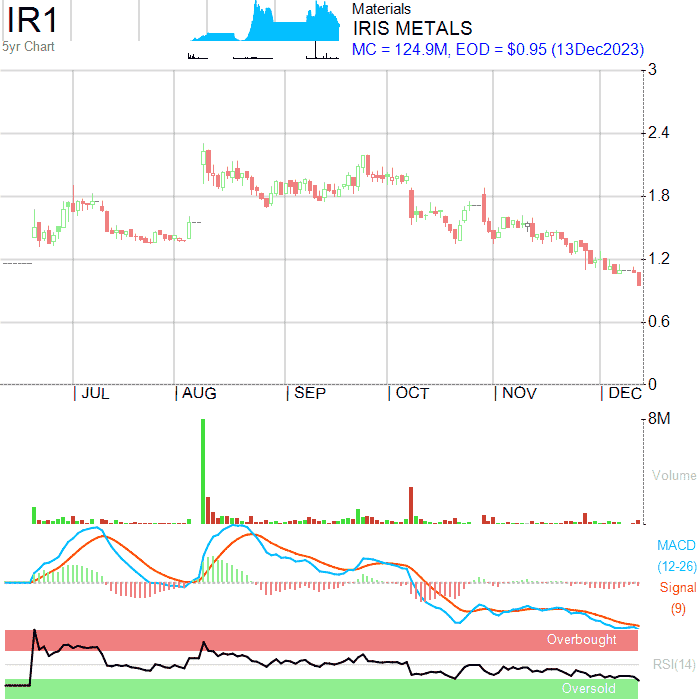 IR1
5yr Chart
Materials
IRIS METALS
MC = 124.9M, EOD = $0.95 (13Dec2023)
3
2.4
1.8
1.2
0.6
0
JUL AUG SEP OCT NOV DEC
8M
Volume
MACD
(12-26)
Signal
(9)
Overbought
RSI(14)
Oversold